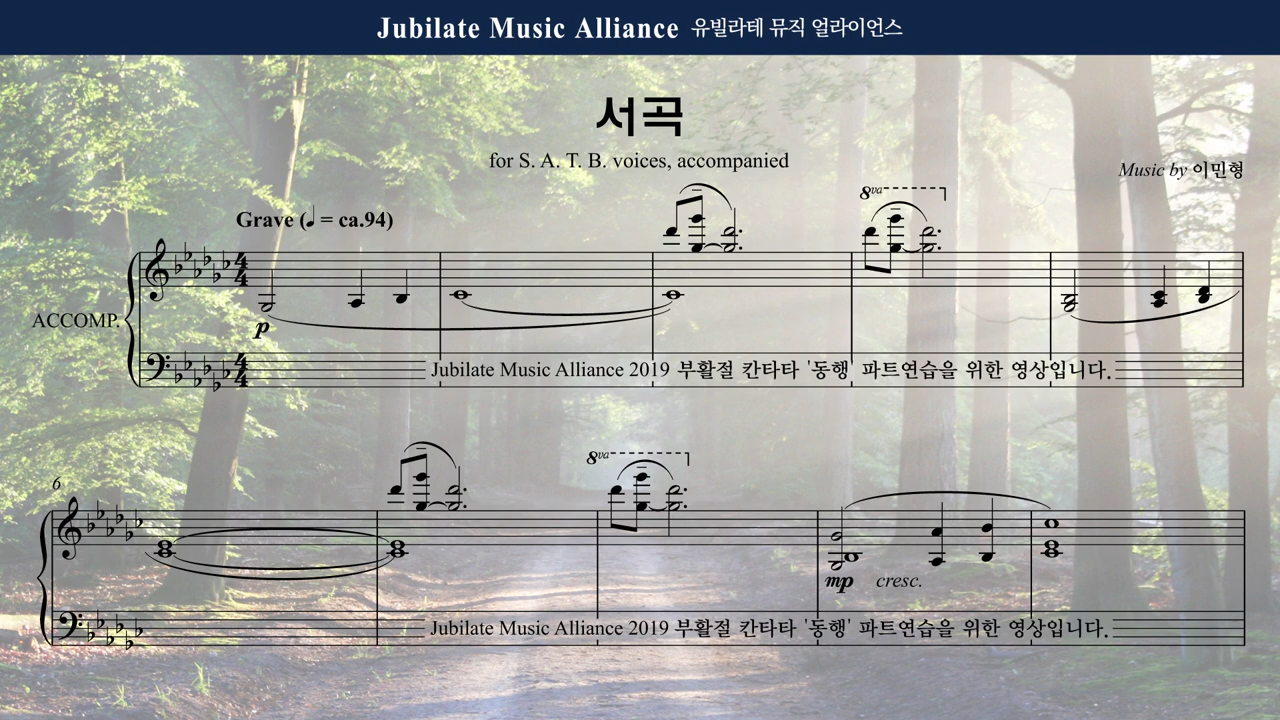 Jubilate Music Alliance 유빌라테 뮤직 얼라이언스
서곡
for S. A. T. B. voices, accompanied
Music by 이민형
Grave (♩ = ca.94)
8va
ACCOMP.
p
Jubilate Music Alliance 2019 부활절 칸타타 '동행' 파트연습을 위한 영상입니다.
6
8va
mp cresc.
Jubilate Music Alliance 2019 부활절 칸타타 '동행' 파트연습을 위한 영상입니다.